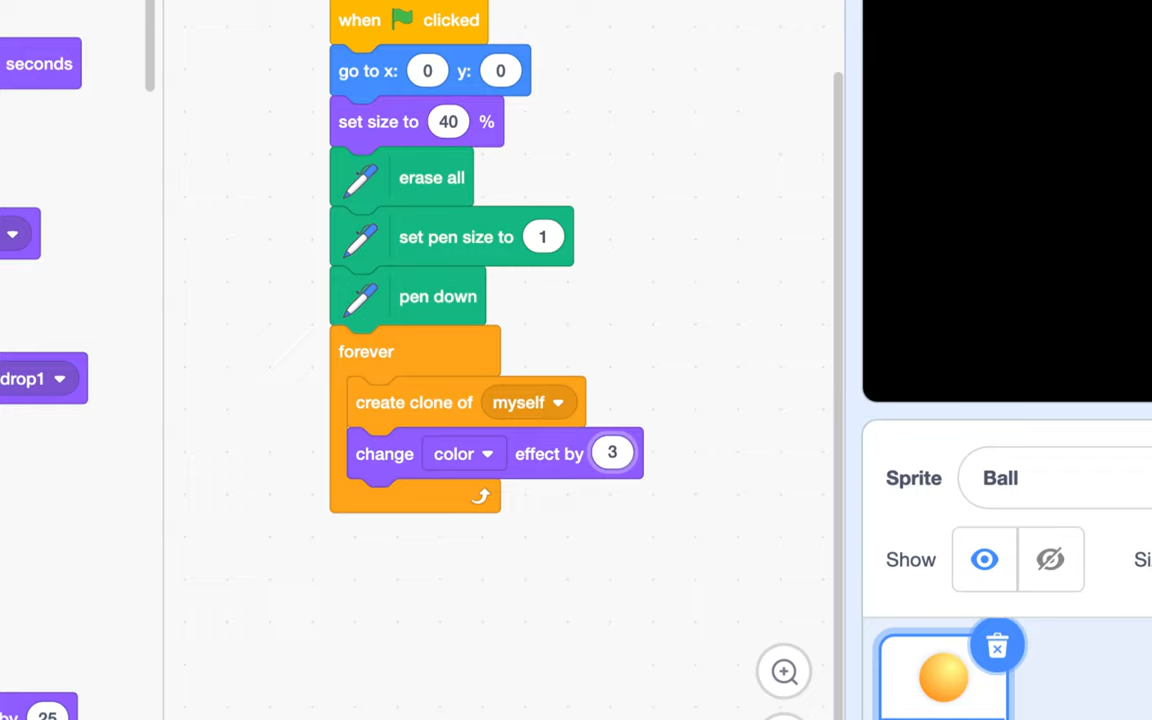 when clicked
seconds
go to x: 0 y: 0
set size to 40 %
erase all
set pen size to 1
pen down
forever
drop1
create clone of myself
change color effect by 3
Sprite Ball
Show
by 25